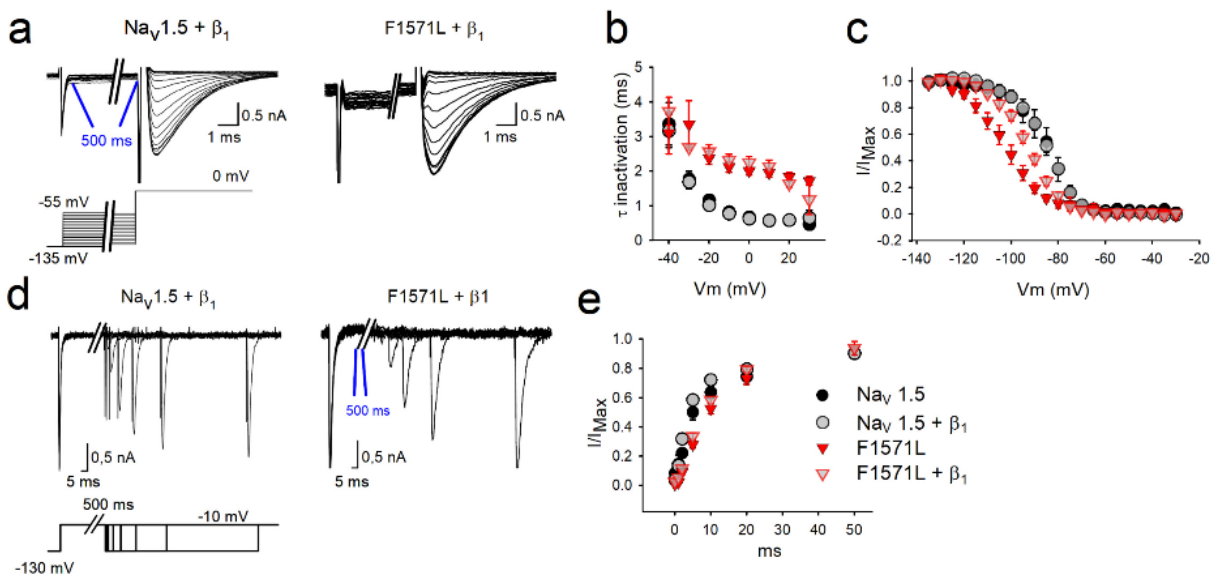 a
Nav1.5 + β1
F1571L + β1
500 ms
0.5 nA
1 ms
0.5 nA
1 ms
0 mV
-55 mV
-135 mV
b
τ inactivation (ms)
5
4
3
2
1
0
-40 -20 0 20
Vm (mV)
c
I/IMax
1.0
0.8
0.6
0.4
0.2
0.0
-0.2
-140 -120 -100 -80 -60 -40 -20
Vm (mV)
d
Nav1.5 + β1
F1571L + β1
500 ms
0,5 nA
5 ms
0,5 nA
5 ms
500 ms
-10 mV
-130 mV
e
I/IMax
1.0
0.8
0.6
0.4
0.2
0.0
0 10 20 30 40 50
ms
Nav 1.5
Nav 1.5 + β1
F1571L
F1571L + β1